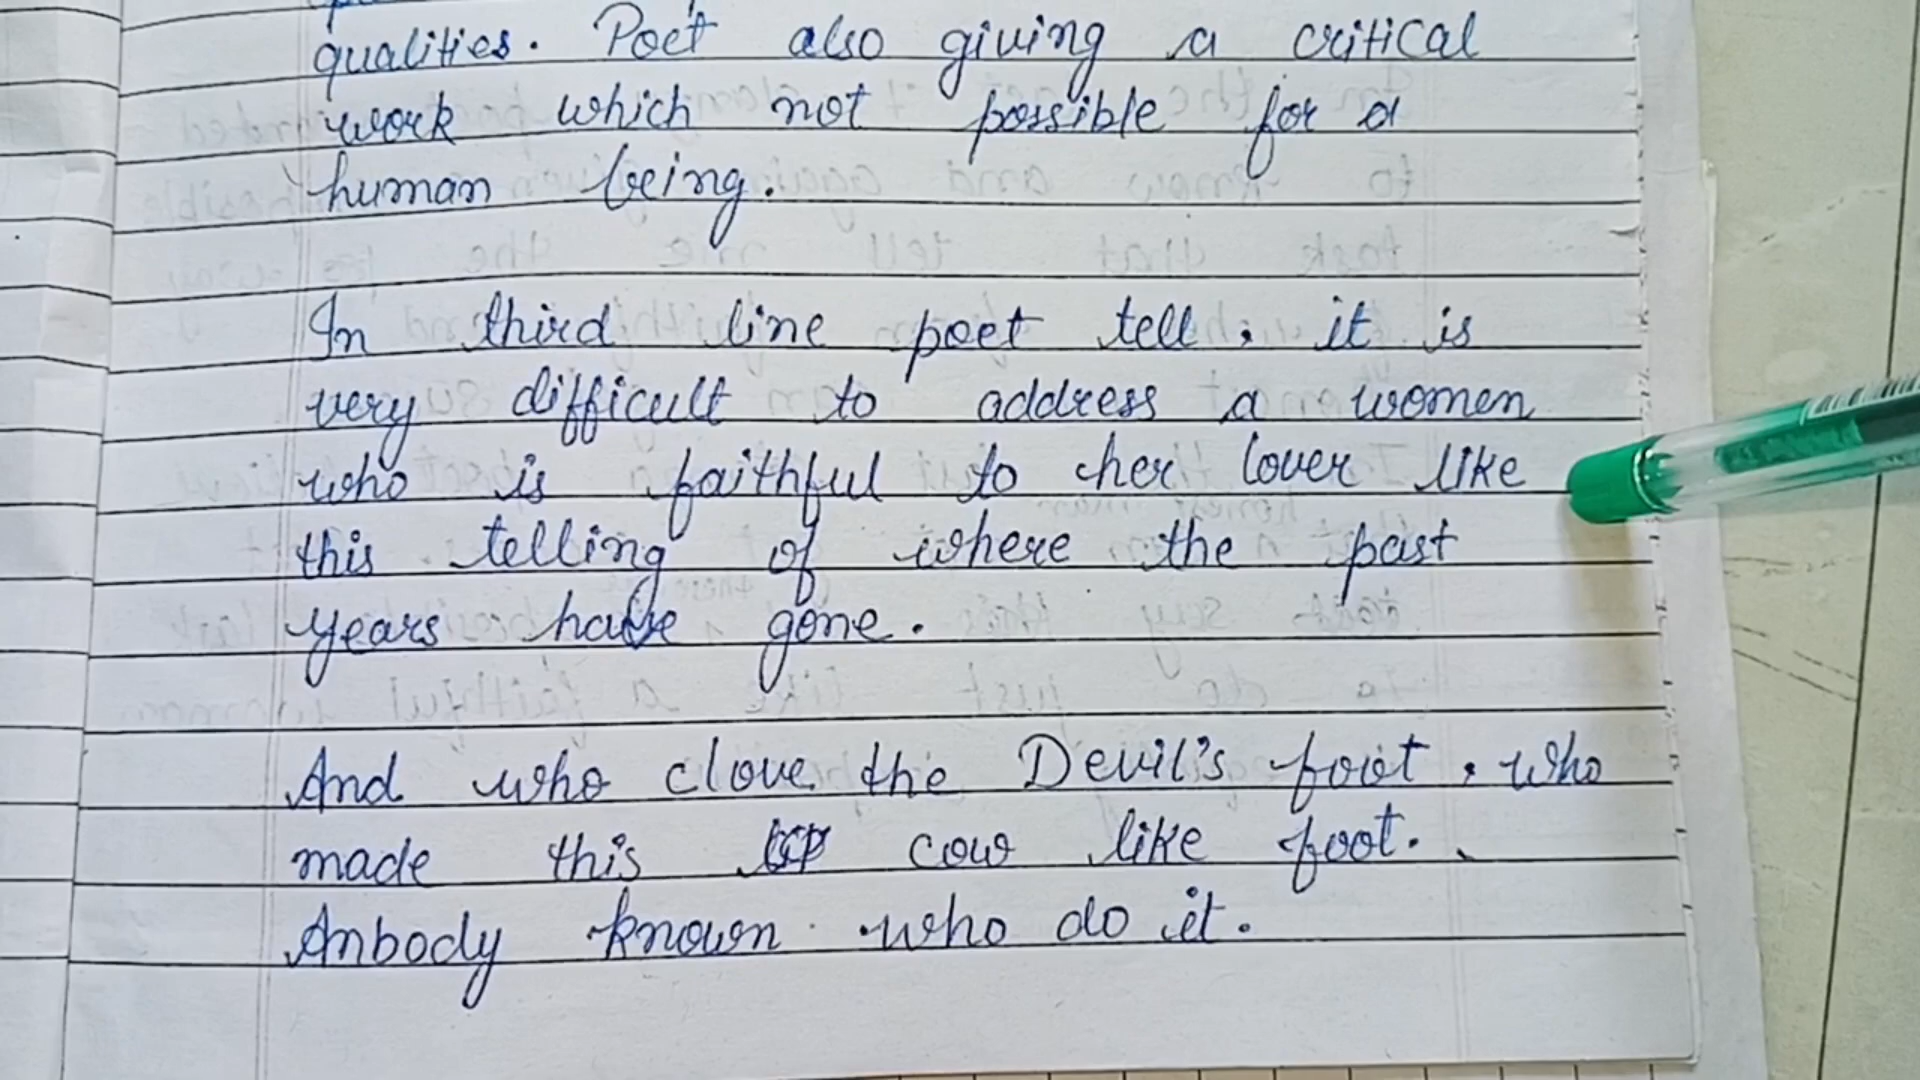 qualities. Poet also giving a critical
work which not possible for a
human being.
In third line poet tell, it is
very difficult to address a women
who is faithful to her lover like
this telling of where the past
years have gone.
And who clove the Devil's foot, who
made this cow like foot.
Anbody known who do it.